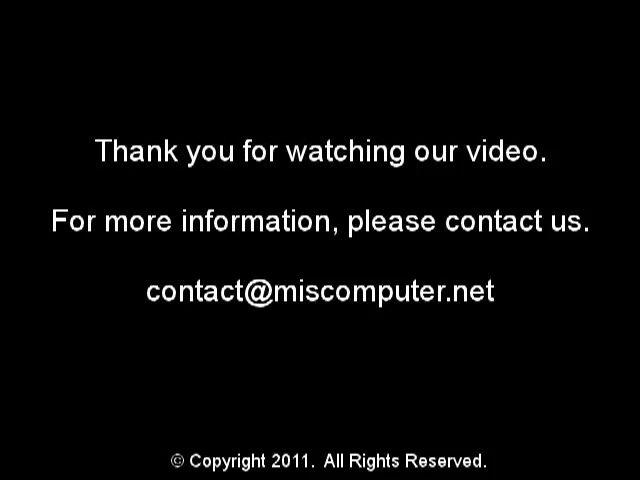 Thank you for watching our video.
For more information, please contact us.
contact@miscomputer.net
© Copyright 2011.  All Rights Reserved.